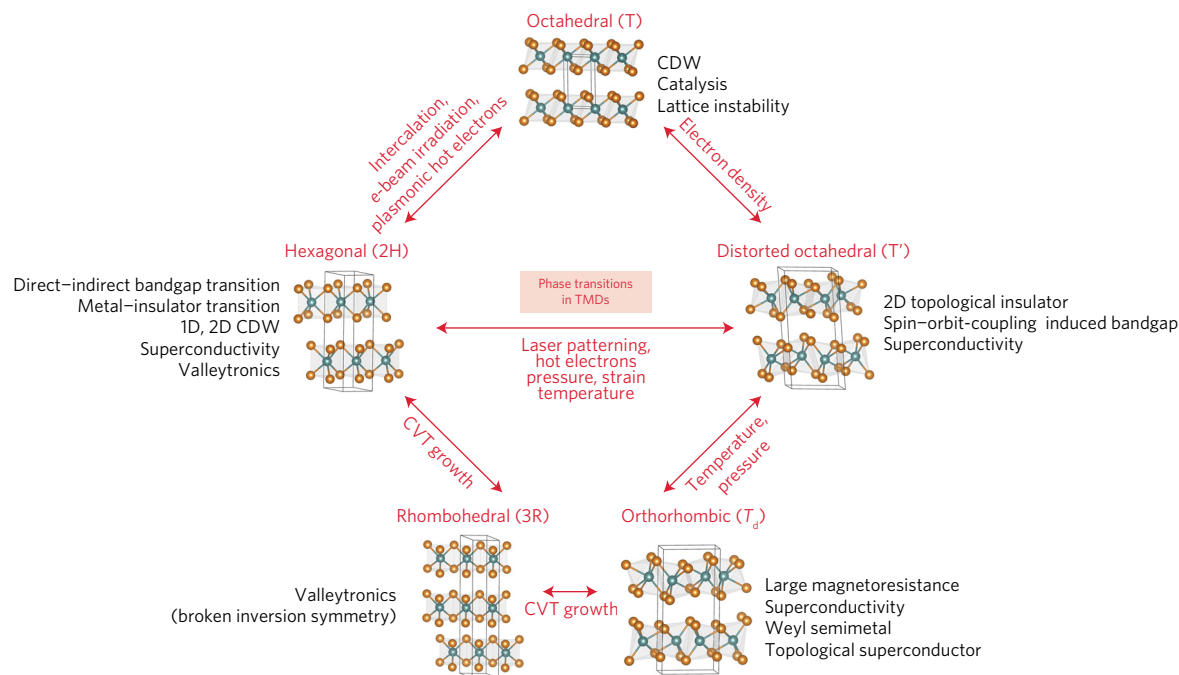 Octahedral (T)
CDW
Catalysis
Lattice instability
Intercalation,
e-beam irradiation,
plasmonic hot electrons
Electron density
Hexagonal (2H)
Direct–indirect bandgap transition
Metal–insulator transition
1D, 2D CDW
Superconductivity
Valleytronics
Phase transitions
in TMDs
Laser patterning,
hot electrons
pressure, strain
temperature
Distorted octahedral (T’)
2D topological insulator
Spin–orbit-coupling induced bandgap
Superconductivity
CVT growth
Temperature,
pressure
Rhombohedral (3R)
Valleytronics
(broken inversion symmetry)
CVT growth
Orthorhombic (Td)
Large magnetoresistance
Superconductivity
Weyl semimetal
Topological superconductor